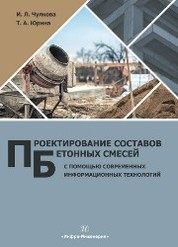 И. Л. Чулкова
Т. А. Юрина
ПРОЕКТИРОВАНИЕ СОСТАВОВ
БЕТОННЫХ СМЕСЕЙ
С ПОМОЩЬЮ СОВРЕМЕННЫХ
ИНФОРМАЦИОННЫХ ТЕХНОЛОГИЙ
«Инфра-Инженерия»